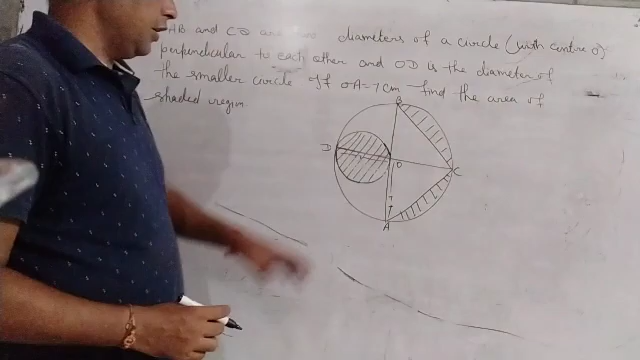 AB and CD are two diameters of a circle (with centre O)
perpendicular to each other and OD is the diameter of
the smaller circle If OA=7cm find the area of
shaded region
B
D
O
C
7
A